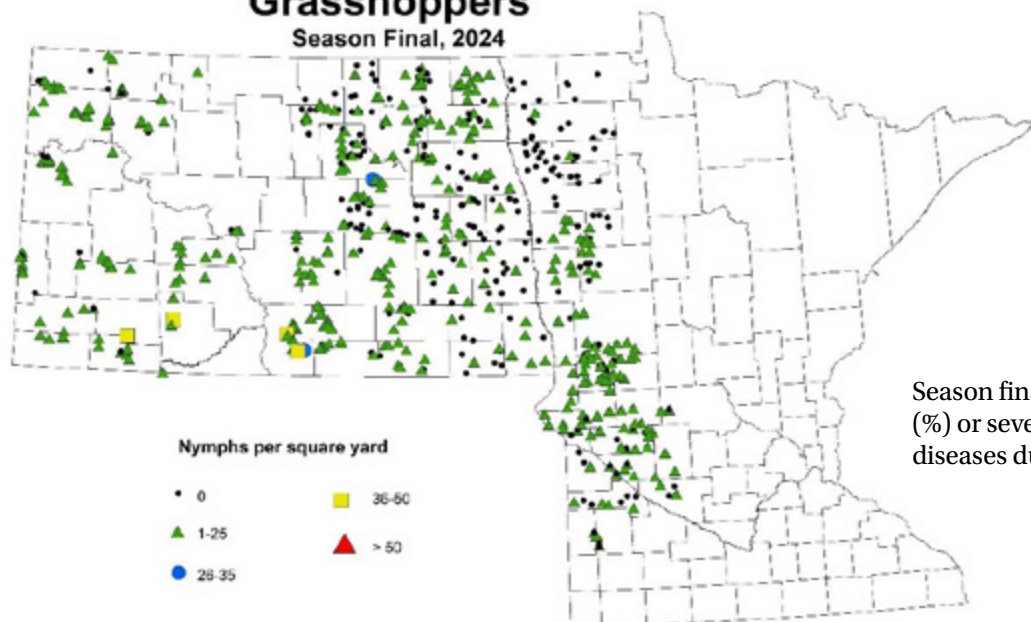 Grasshoppers
Season Final, 2024
Nymphs per square yard
0
1-25
26-35
36-50
> 50
Season fin
(%) or seve
diseases du